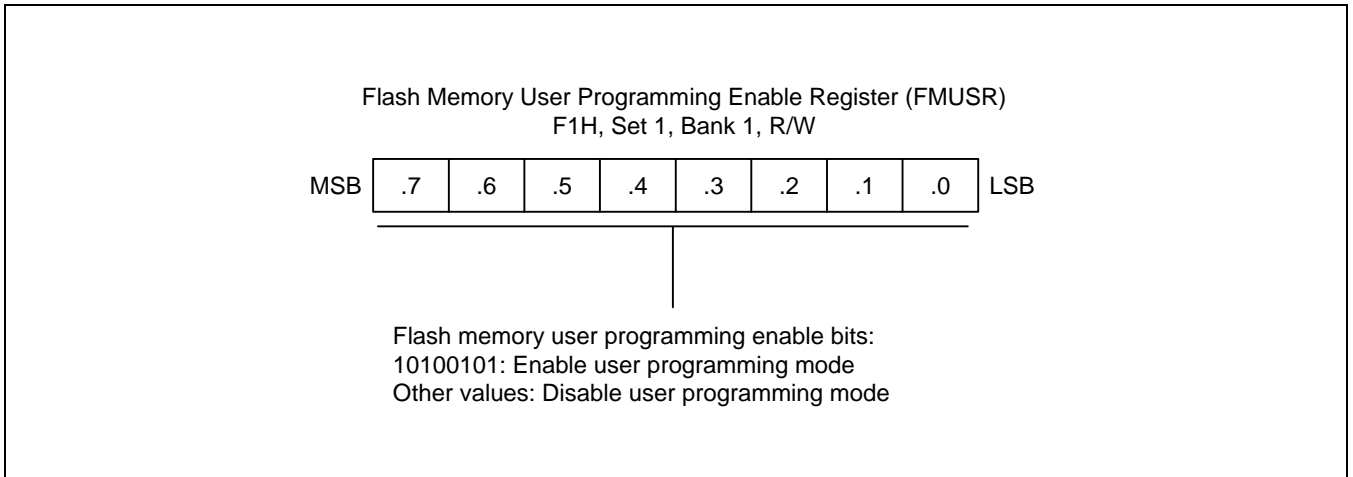 Flash Memory User Programming Enable Register (FMUSR)
F1H, Set 1, Bank 1, R/W
MSB .7 .6 .5 .4 .3 .2 .1 .0 LSB
Flash memory user programming enable bits:
10100101: Enable user programming mode
Other values: Disable user programming mode